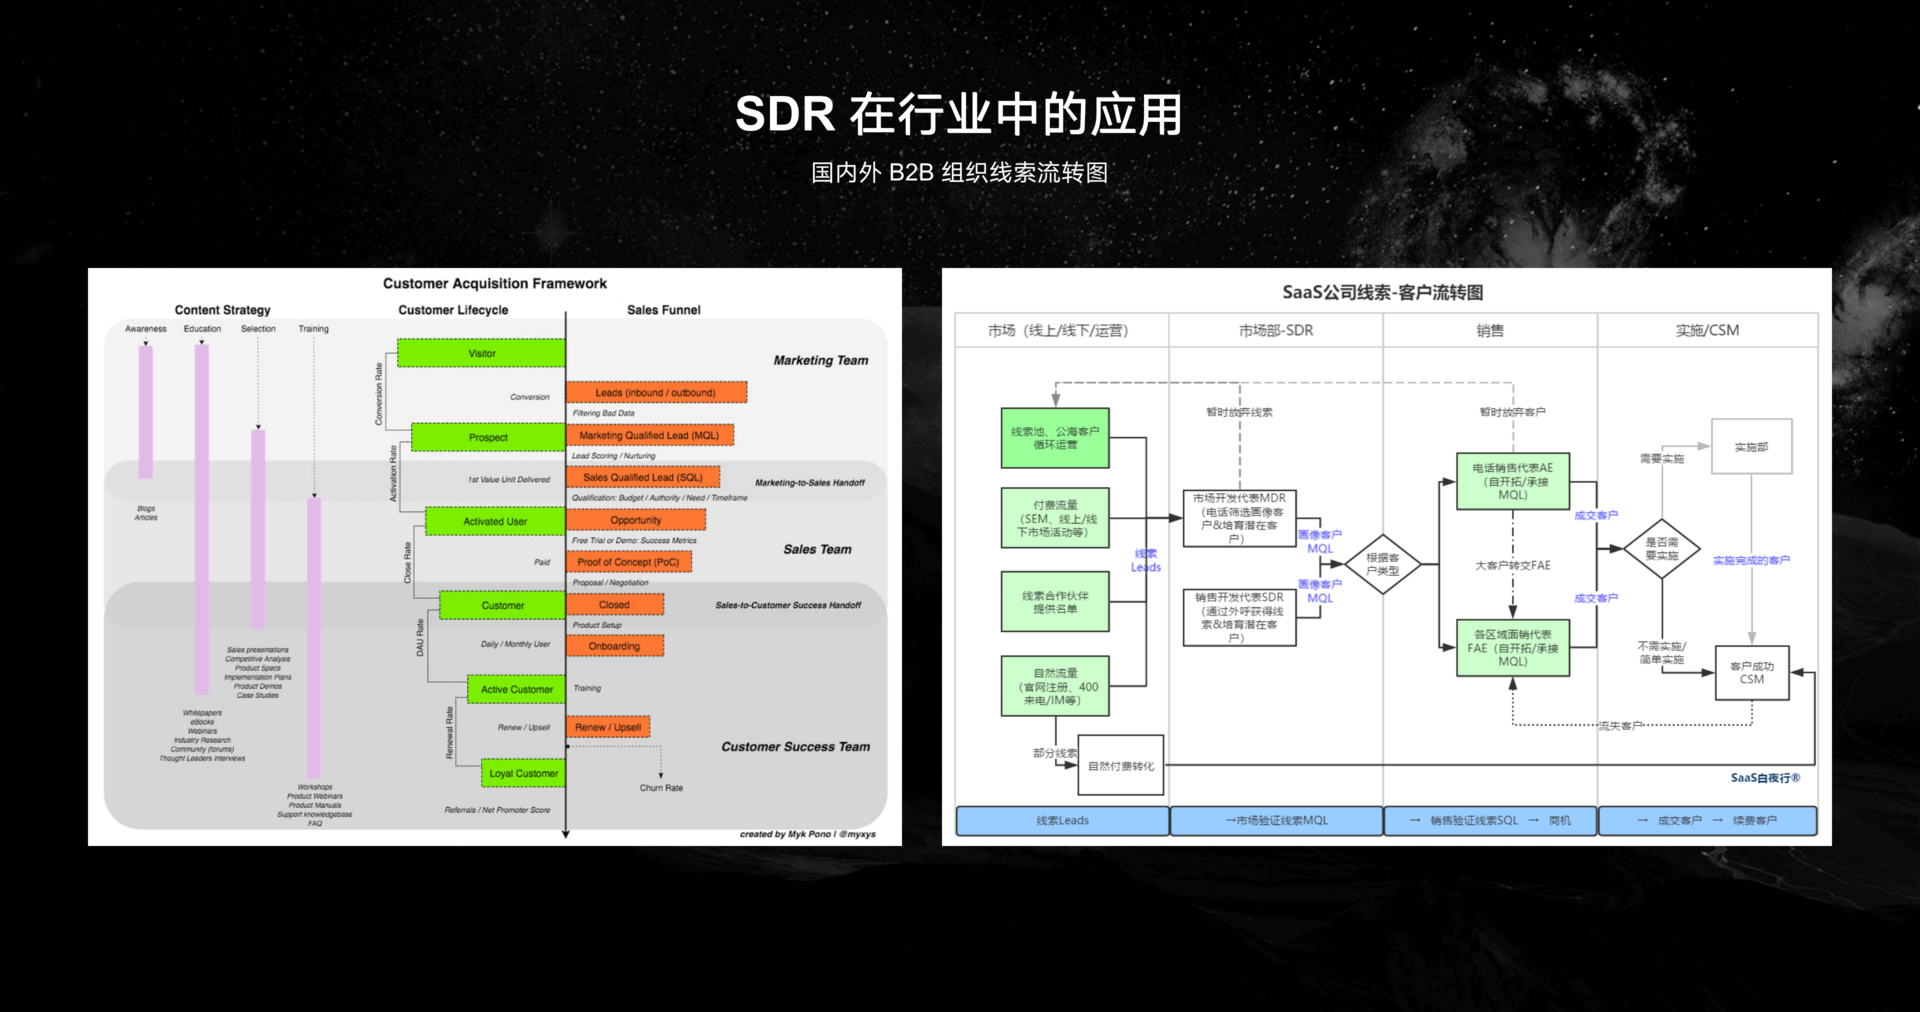 SDR 在行业中的应用
国内外 B2B 组织线索流转图
Customer Acquisition Framework
Content Strategy
Customer Lifecycle
Sales Funnel
Awareness
Education
Selection
Training
Visitor
Marketing Team
Conversion Rate
Conversion
Leads (inbound / outbound)
Filtering Bad Data
Prospect
Marketing Qualified Lead (MQL)
Lead Scoring / Nurturing
Activation Rate
1st Value Unit Delivered
Sales Qualified Lead (SQL)
Marketing-to-Sales Handoff
Qualification: Budget / Authority / Need / Timeframe
Blogs
Articles
Activated User
Opportunity
Free Trial or Demo: Success Metrics
Sales Team
Close Rate
Paid
Proof of Concept (PoC)
Proposal / Negotiation
Customer
Closed
Sales-to-Customer Success Handoff
Product Setup
DAU Rate
Daily / Monthly User
Onboarding
Sales presentations
Competitive Analysis
Product Specs
Implementation Plans
Product Demos
Case Studies
Active Customer
Training
Whitepapers
eBooks
Webinars
Industry Research
Community (forums)
Thought Leaders Interviews
Renewal Rate
Renew / Upsell
Renew / Upsell
Customer Success Team
Loyal Customer
Churn Rate
Workshops
Product Webinars
Product Manuals
Support knowledgebase
FAQ
Referrals / Net Promoter Score
created by Myk Pono | @myxys
SaaS公司线索-客户流转图
市场（线上/线下/运营）
市场部-SDR
销售
实施/CSM
暂时放弃线索
暂时放弃客户
线索池、公海客户
循环运营
付费流量
（SEM、线上/线
下市场活动等）
线索合作伙伴
提供名单
自然流量
（官网注册、400
来电/IM等）
线索
Leads
部分线索
自然付费转化
市场开发代表MDR
（电话筛选画像客
户&培育潜在客
户）
画像客户
MQL
销售开发代表SDR
（通过外呼获得线
索&培育潜在客
户）
画像客户
MQL
根据客
户类型
电话销售代表AE
（自开拓/承接
MQL）
大客户转交FAE
各区域面销代表
FAE（自开拓/承接
MQL）
成交客户
成交客户
流失客户
需要实施
实施部
是否需
要实施
实施完成的客户
不需实施/
简单实施
客户成功
CSM
SaaS白夜行®
线索Leads
→市场验证线索MQL
→ 销售验证线索SQL → 商机
→ 成交客户 → 续费客户